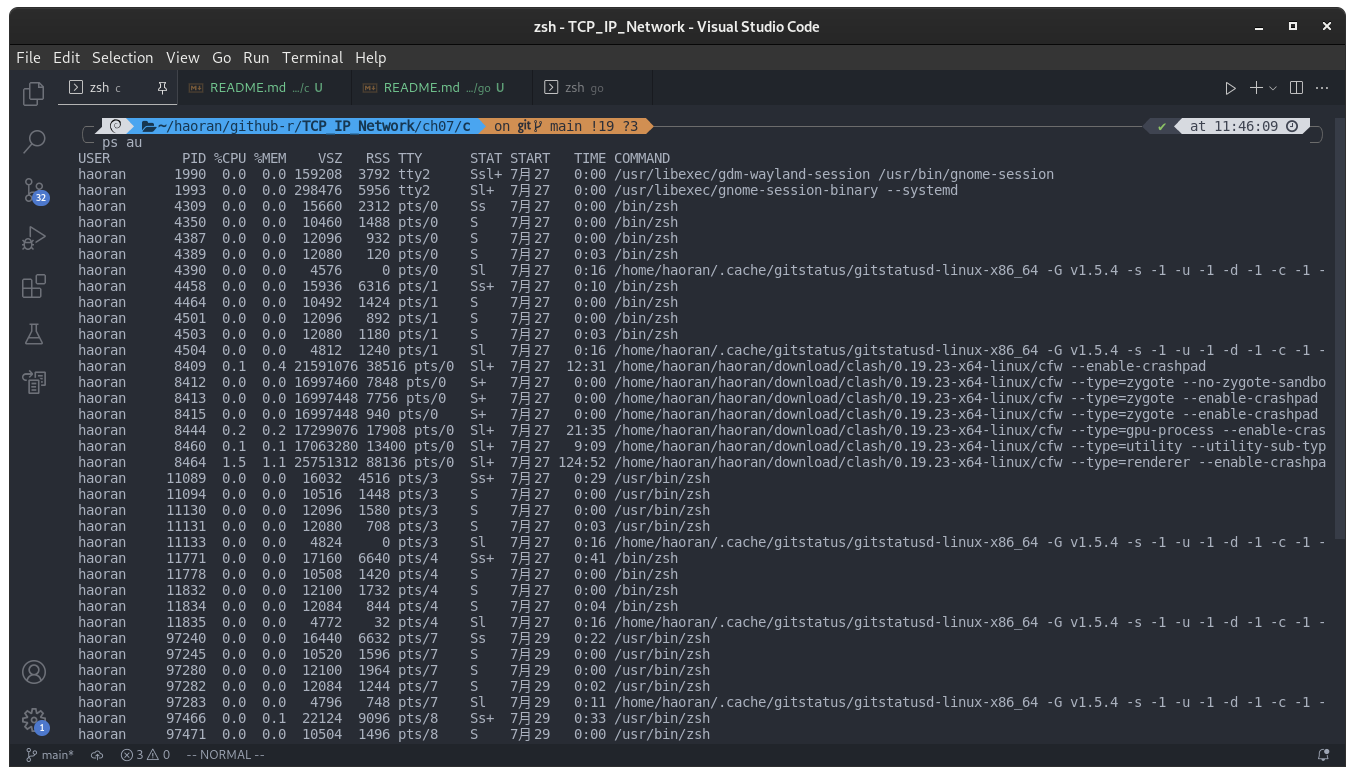 zsh - TCP_IP_Network - Visual Studio Code
File Edit Selection View Go Run Terminal Help
zsh c README.md …/c U README.md …/go U zsh go
~/haoran/github-r/TCP_IP_Network/ch07/c on git main !19 ?3 ✔ at 11:46:09
ps au
USER PID %CPU %MEM VSZ RSS TTY STAT START TIME COMMAND
haoran 1990 0.0 0.0 159208 3792 tty2 Ssl+ 7月27 0:00 /usr/libexec/gdm-wayland-session /usr/bin/gnome-session
haoran 1993 0.0 0.0 298476 5956 tty2 Sl+ 7月27 0:00 /usr/libexec/gnome-session-binary --systemd
haoran 4309 0.0 0.0 15660 2312 pts/0 Ss 7月27 0:00 /bin/zsh
haoran 4350 0.0 0.0 10460 1488 pts/0 S 7月27 0:00 /bin/zsh
haoran 4387 0.0 0.0 12096 932 pts/0 S 7月27 0:00 /bin/zsh
haoran 4389 0.0 0.0 12080 120 pts/0 S 7月27 0:03 /bin/zsh
haoran 4390 0.0 0.0 4576 0 pts/0 Sl 7月27 0:16 /home/haoran/.cache/gitstatus/gitstatusd-linux-x86_64 -G v1.5.4 -s -1 -u -1 -d -1 -c -1 -
haoran 4458 0.0 0.0 15936 6316 pts/1 Ss+ 7月27 0:10 /bin/zsh
haoran 4464 0.0 0.0 10492 1424 pts/1 S 7月27 0:00 /bin/zsh
haoran 4501 0.0 0.0 12096 892 pts/1 S 7月27 0:00 /bin/zsh
haoran 4503 0.0 0.0 12080 1180 pts/1 S 7月27 0:03 /bin/zsh
haoran 4504 0.0 0.0 4812 1240 pts/1 Sl 7月27 0:16 /home/haoran/.cache/gitstatus/gitstatusd-linux-x86_64 -G v1.5.4 -s -1 -u -1 -d -1 -c -1 -
haoran 8409 0.1 0.4 21591076 38516 pts/0 Sl+ 7月27 12:31 /home/haoran/haoran/download/clash/0.19.23-x64-linux/cfw --enable-crashpad
haoran 8412 0.0 0.0 16997460 7848 pts/0 S+ 7月27 0:00 /home/haoran/haoran/download/clash/0.19.23-x64-linux/cfw --type=zygote --no-zygote-sandbo
haoran 8413 0.0 0.0 16997448 7756 pts/0 S+ 7月27 0:00 /home/haoran/haoran/download/clash/0.19.23-x64-linux/cfw --type=zygote --enable-crashpad
haoran 8415 0.0 0.0 16997448 940 pts/0 S+ 7月27 0:00 /home/haoran/haoran/download/clash/0.19.23-x64-linux/cfw --type=zygote --enable-crashpad
haoran 8444 0.2 0.2 17299076 17908 pts/0 Sl+ 7月27 21:35 /home/haoran/haoran/download/clash/0.19.23-x64-linux/cfw --type=gpu-process --enable-cras
haoran 8460 0.1 0.1 17063280 13400 pts/0 Sl+ 7月27 9:09 /home/haoran/haoran/download/clash/0.19.23-x64-linux/cfw --type=utility --utility-sub-typ
haoran 8464 1.5 1.1 25751312 88136 pts/0 Sl+ 7月27 124:52 /home/haoran/haoran/download/clash/0.19.23-x64-linux/cfw --type=renderer --enable-crashpa
haoran 11089 0.0 0.0 16032 4516 pts/3 Ss+ 7月27 0:29 /usr/bin/zsh
haoran 11094 0.0 0.0 10516 1448 pts/3 S 7月27 0:00 /usr/bin/zsh
haoran 11130 0.0 0.0 12096 1580 pts/3 S 7月27 0:00 /usr/bin/zsh
haoran 11131 0.0 0.0 12080 708 pts/3 S 7月27 0:03 /usr/bin/zsh
haoran 11133 0.0 0.0 4824 0 pts/3 Sl 7月27 0:16 /home/haoran/.cache/gitstatus/gitstatusd-linux-x86_64 -G v1.5.4 -s -1 -u -1 -d -1 -c -1 -
haoran 11771 0.0 0.0 17160 6640 pts/4 Ss+ 7月27 0:41 /bin/zsh
haoran 11778 0.0 0.0 10508 1420 pts/4 S 7月27 0:00 /bin/zsh
haoran 11832 0.0 0.0 12100 1732 pts/4 S 7月27 0:00 /bin/zsh
haoran 11834 0.0 0.0 12084 844 pts/4 S 7月27 0:04 /bin/zsh
haoran 11835 0.0 0.0 4772 32 pts/4 Sl 7月27 0:16 /home/haoran/.cache/gitstatus/gitstatusd-linux-x86_64 -G v1.5.4 -s -1 -u -1 -d -1 -c -1 -
haoran 97240 0.0 0.0 16440 6632 pts/7 Ss 7月29 0:22 /usr/bin/zsh
haoran 97245 0.0 0.0 10520 1596 pts/7 S 7月29 0:00 /usr/bin/zsh
haoran 97280 0.0 0.0 12100 1964 pts/7 S 7月29 0:00 /usr/bin/zsh
haoran 97282 0.0 0.0 12084 1244 pts/7 S 7月29 0:02 /usr/bin/zsh
haoran 97283 0.0 0.0 4796 748 pts/7 Sl 7月29 0:11 /home/haoran/.cache/gitstatus/gitstatusd-linux-x86_64 -G v1.5.4 -s -1 -u -1 -d -1 -c -1 -
haoran 97466 0.0 0.1 22124 9096 pts/8 Ss+ 7月29 0:33 /usr/bin/zsh
haoran 97471 0.0 0.0 10504 1496 pts/8 S 7月29 0:00 /usr/bin/zsh
32
1
main* 3 0 -- NORMAL --